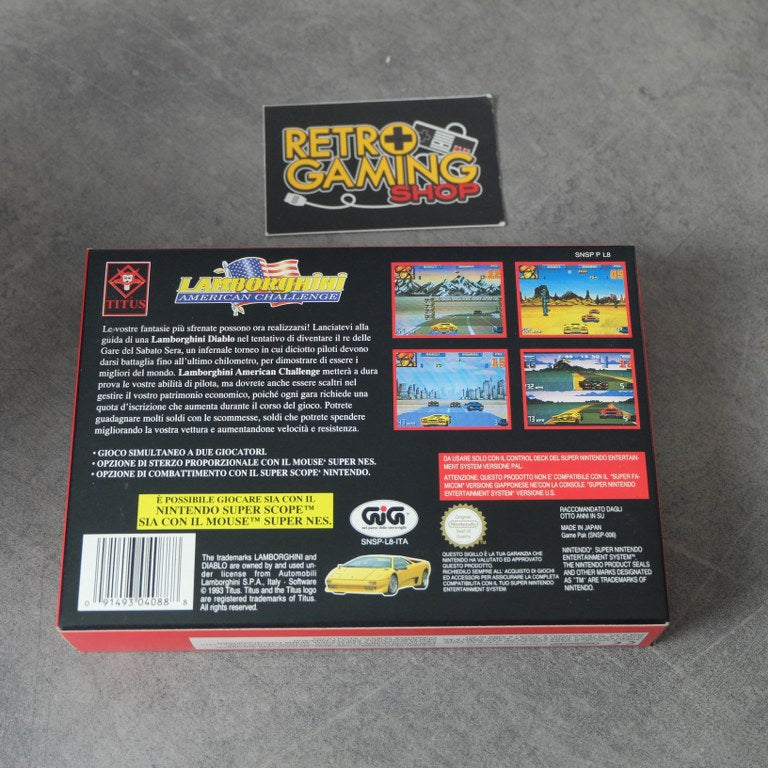 RETRO
GAMING
SHOP
SNSP P L8
TITUS
LAMBORGHINI
AMERICAN CHALLENGE
Le vostre fantasie più sfrenate possono ora realizzarsi! Lanciatevi alla
guida di una Lamborghini Diablo nel tentativo di diventare il re delle
Gare del Sabato Sera, un infernale torneo in cui diciotto piloti devono
darsi battaglia fino all'ultimo chilometro, per dimostrare di essere i
migliori del mondo. Lamborghini American Challenge metterà a dura
prova le vostre abilità di pilota, ma dovrete anche essere scaltri nel
gestire il vostro patrimonio economico, poiché ogni gara richiede una
quota d'iscrizione che aumenta durante il corso del gioco. Potrete
guadagnare molti soldi con le scommesse, soldi che potrete spendere
migliorando la vostra vettura e aumentandone velocità e resistenza.
• GIOCO SIMULTANEO A DUE GIOCATORI.
• OPZIONE DI STERZO PROPORZIONALE CON IL MOUSE SUPER NES.
• OPZIONE DI COMBATTIMENTO CON IL SUPER SCOPE NINTENDO.
È POSSIBILE GIOCARE SIA CON IL
NINTENDO SUPER SCOPE™
SIA CON IL MOUSE™ SUPER NES.
DA USARE SOLO CON IL CONTROL DECK DEL SUPER NINTENDO ENTERTAIN-
MENT SYSTEM VERSIONE PAL.
ATTENZIONE: QUESTO PRODOTTO NON E' COMPATIBILE CON IL "SUPER FA-
MICOM" VERSIONE GIAPPONESE NE'CON LA CONSOLE "SUPER NINTENDO
ENTERTAINMENT SYSTEM" VERSIONE U.S.
GiG
nel paese delle meraviglie
SNSP-L8-ITA
Original
Nintendo
Seal of
Quality
RACCOMANDATO DAGLI
OTTO ANNI IN SU
MADE IN JAPAN
Game Pak (SNSP-006)
QUESTO SIGILLO È LA TUA GARANZIA CHE
NINTENDO HA VALUTATO ED APPROVATO
QUESTO PRODOTTO.
RICHIEDILO SEMPRE ALL' ACQUISTO DI GIOCHI
ED ACCESSORI PER ASSICURARE LA COMPLETA
COMPATIBILITÀ CON IL TUO SUPER NINTENDO
ENTERTAINMENT SYSTEM
NINTENDO, SUPER NINTENDO
ENTERTAINMENT SYSTEM™,
THE NINTENDO PRODUCT SEALS
AND OTHER MARKS DESIGNATED
AS "TM" ARE TRADEMARKS OF
NINTENDO.
0 91493 04088 8
The trademarks LAMBORGHINI and
DIABLO are owned by and used un-
der license from Automobili
Lamborghini S.P.A., Italy - Software
© 1993 Titus. Titus and the Titus logo
are registered trademarks of Titus.
All rights reserved.